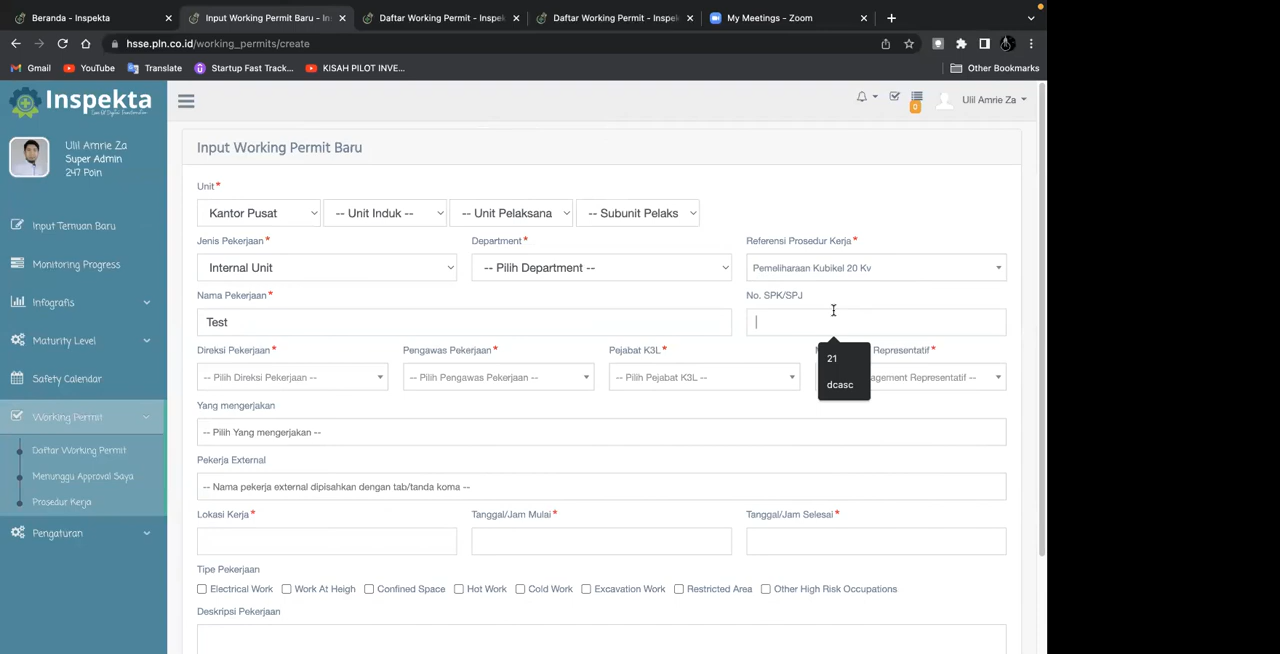 Beranda - Inspekta
Input Working Permit Baru - In
Daftar Working Permit - Inspek
Daftar Working Permit - Inspek
My Meetings - Zoom
hsse.pln.co.id/working_permits/create
Gmail
YouTube
Translate
Startup Fast Track...
KISAH PILOT INVE...
Other Bookmarks
Inspekta
0
Ulil Amrie Za
Ulil Amrie Za
Super Admin
247 Poin
Input Temuan Baru
Monitoring Progress
Infografis
Maturity Level
Safety Calendar
Working Permit
Daftar Working Permit
Menunggu Approval Saya
Prosedur Kerja
Pengaturan
Input Working Permit Baru
Unit*
Kantor Pusat
-- Unit Induk --
-- Unit Pelaksana
-- Subunit Pelaks
Jenis Pekerjaan*
Department*
Referensi Prosedur Kerja*
Internal Unit
-- Pilih Department --
Pemeliharaan Kubikel 20 Kv
Nama Pekerjaan*
No. SPK/SPJ
Test
21
dcasc
Direksi Pekerjaan*
Pengawas Pekerjaan*
Pejabat K3L*
Representatif*
-- Pilih Direksi Pekerjaan --
-- Pilih Pengawas Pekerjaan --
-- Pilih Pejabat K3L --
agement Representatif --
Yang mengerjakan
-- Pilih Yang mengerjakan --
Pekerja External
-- Nama pekerja external dipisahkan dengan tab/tanda koma --
Lokasi Kerja*
Tanggal/Jam Mulai*
Tanggal/Jam Selesai*
Tipe Pekerjaan
Electrical Work
Work At Heigh
Confined Space
Hot Work
Cold Work
Excavation Work
Restricted Area
Other High Risk Occupations
Deskripsi Pekerjaan